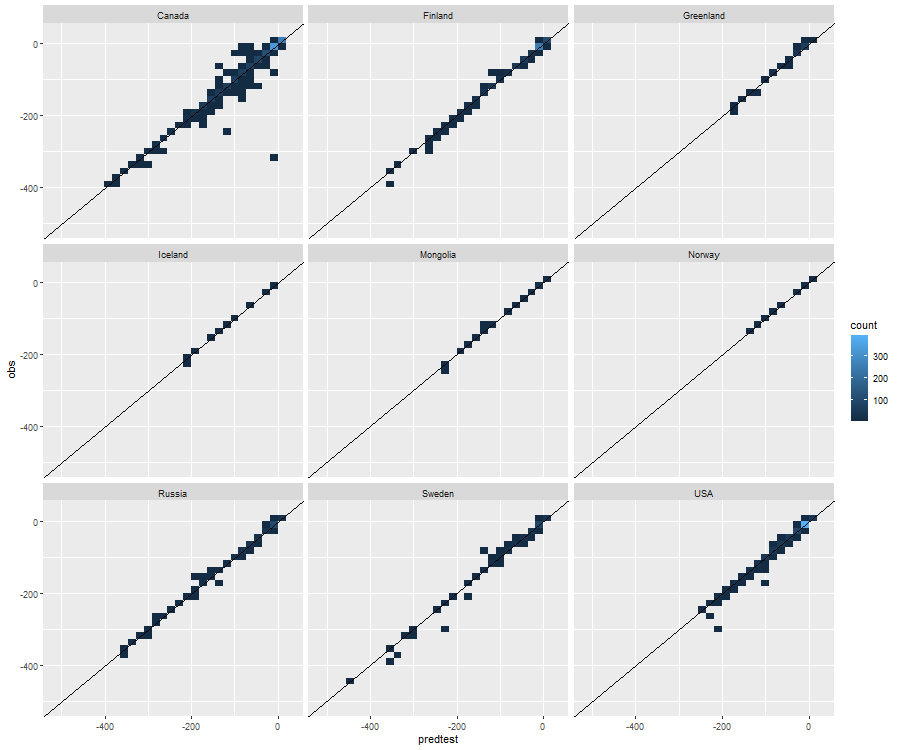 Canada Finland Greenland
0
-200
-400
Iceland Mongolia Norway
0
-200
-400
obs
count
300
200
100
Russia Sweden USA
0
-200
-400
-400 -200 0 -400 -200 0 -400 -200 0
predtest